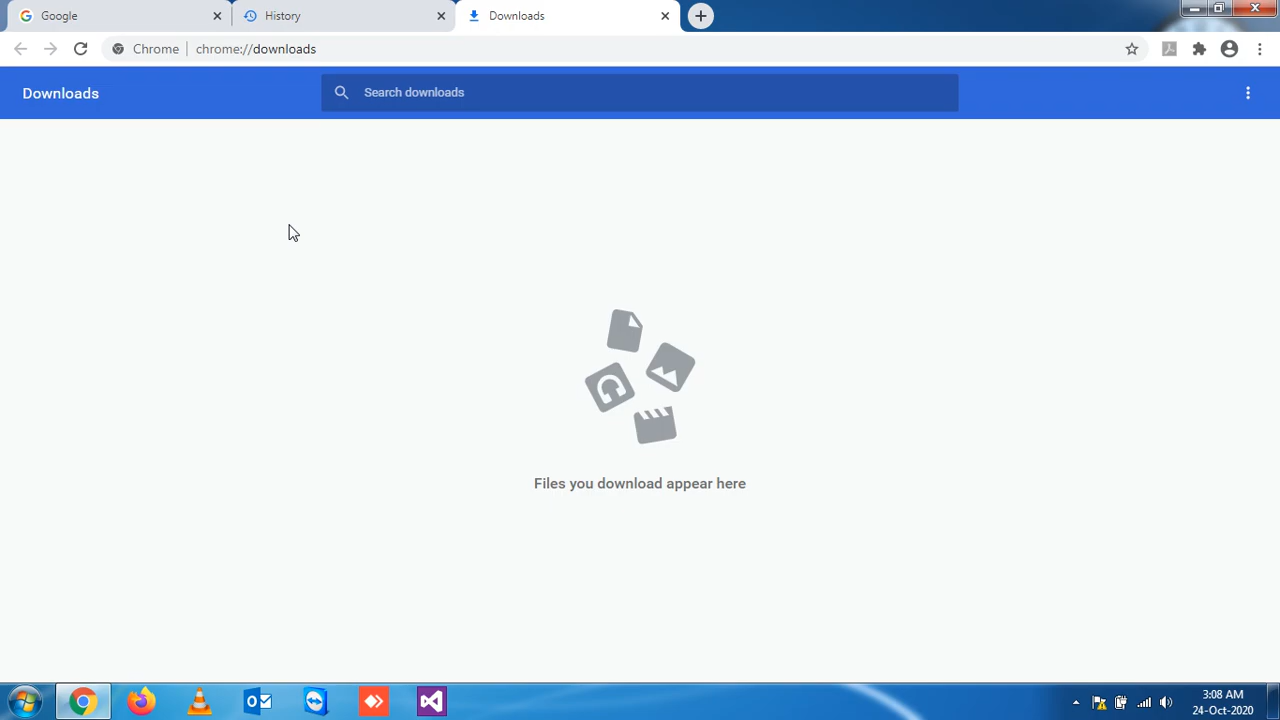 Google
History
Downloads
Chrome
chrome://downloads
Downloads
Search downloads
Files you download appear here
3:08 AM
24-Oct-2020